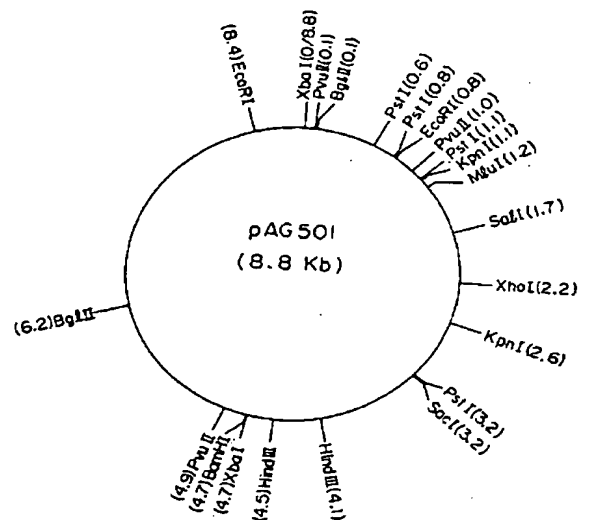 (8.4)EcoRI
XbaI(0/8.8)
PvuII(0.1)
BglII(0.1)
PstI(0.6)
PstI(0.8)
EcoRI(0.8)
PvuII(1.0)
PstI(1.1)
KpnI(1.1)
MluI(1.2)
SalI(1.7)
XhoI(2.2)
KpnI(2.6)
PstI(3.2)
SacI(3.2)
HindIII(4.1)
(4.5)HindIII
(4.7)XbaI
(4.7)BamHI
(4.9)PvuII
(6.2)BglII
pAG501
(8.8 Kb)